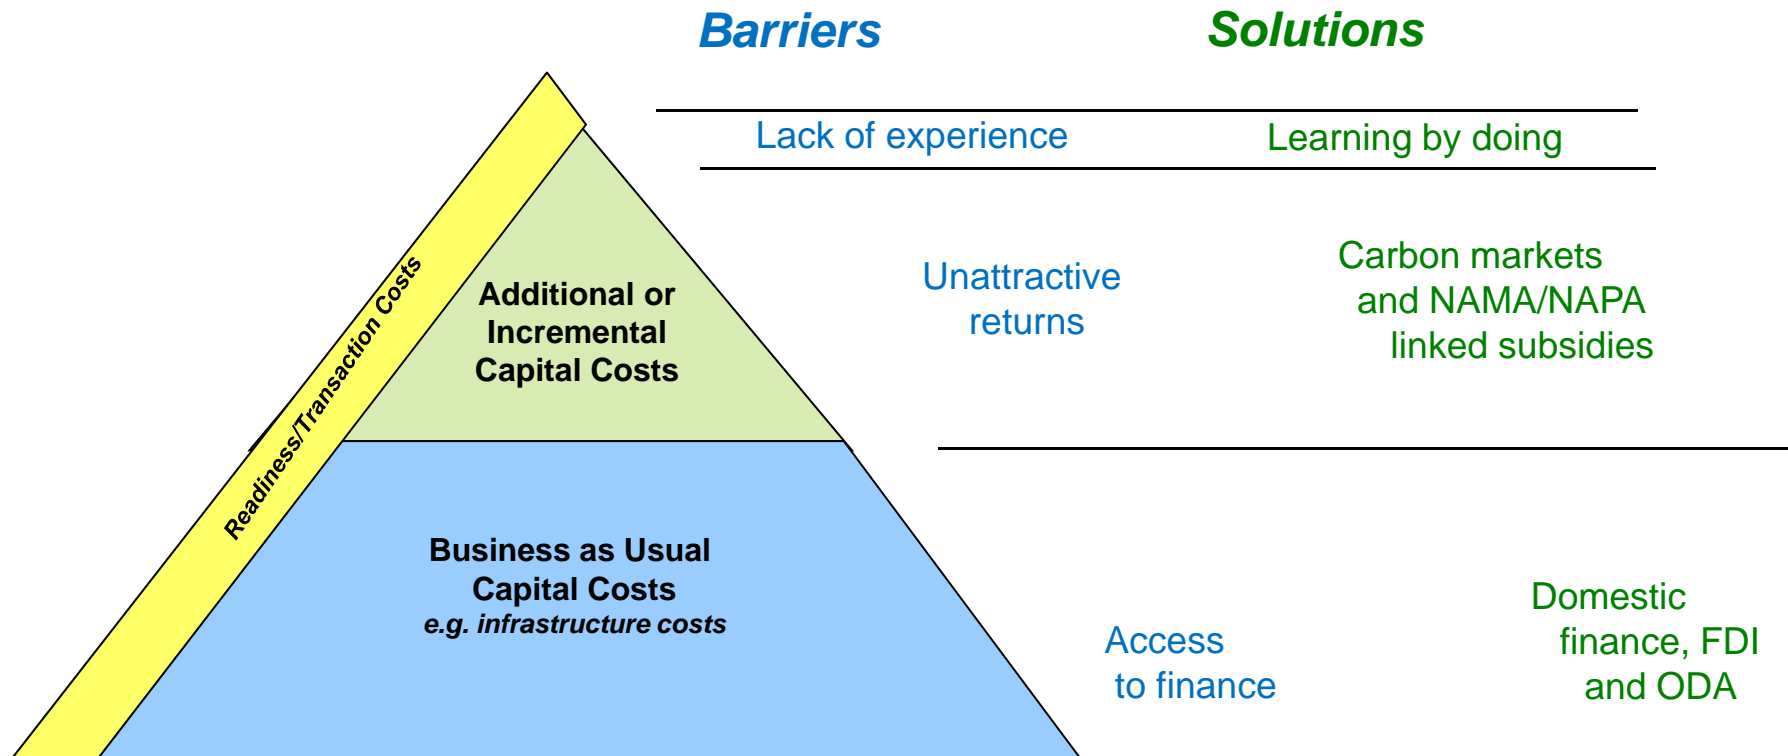 Barriers
Solutions
Lack of experience
Learning by doing
Readiness/Transaction Costs
Additional or
Incremental
Capital Costs
Unattractive
returns
Carbon markets
and NAMA/NAPA
linked subsidies
Business as Usual
Capital Costs
e.g. infrastructure costs
Access
to finance
Domestic
finance, FDI
and ODA